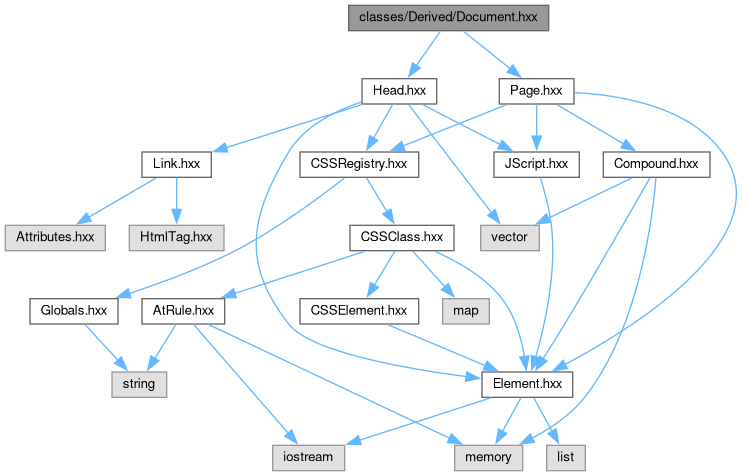 classes/Derived/Document.hxx
Head.hxx
Page.hxx
Link.hxx
CSSRegistry.hxx
JScript.hxx
Compound.hxx
Attributes.hxx
HtmlTag.hxx
CSSClass.hxx
vector
Globals.hxx
AtRule.hxx
CSSElement.hxx
map
string
Element.hxx
iostream
memory
list